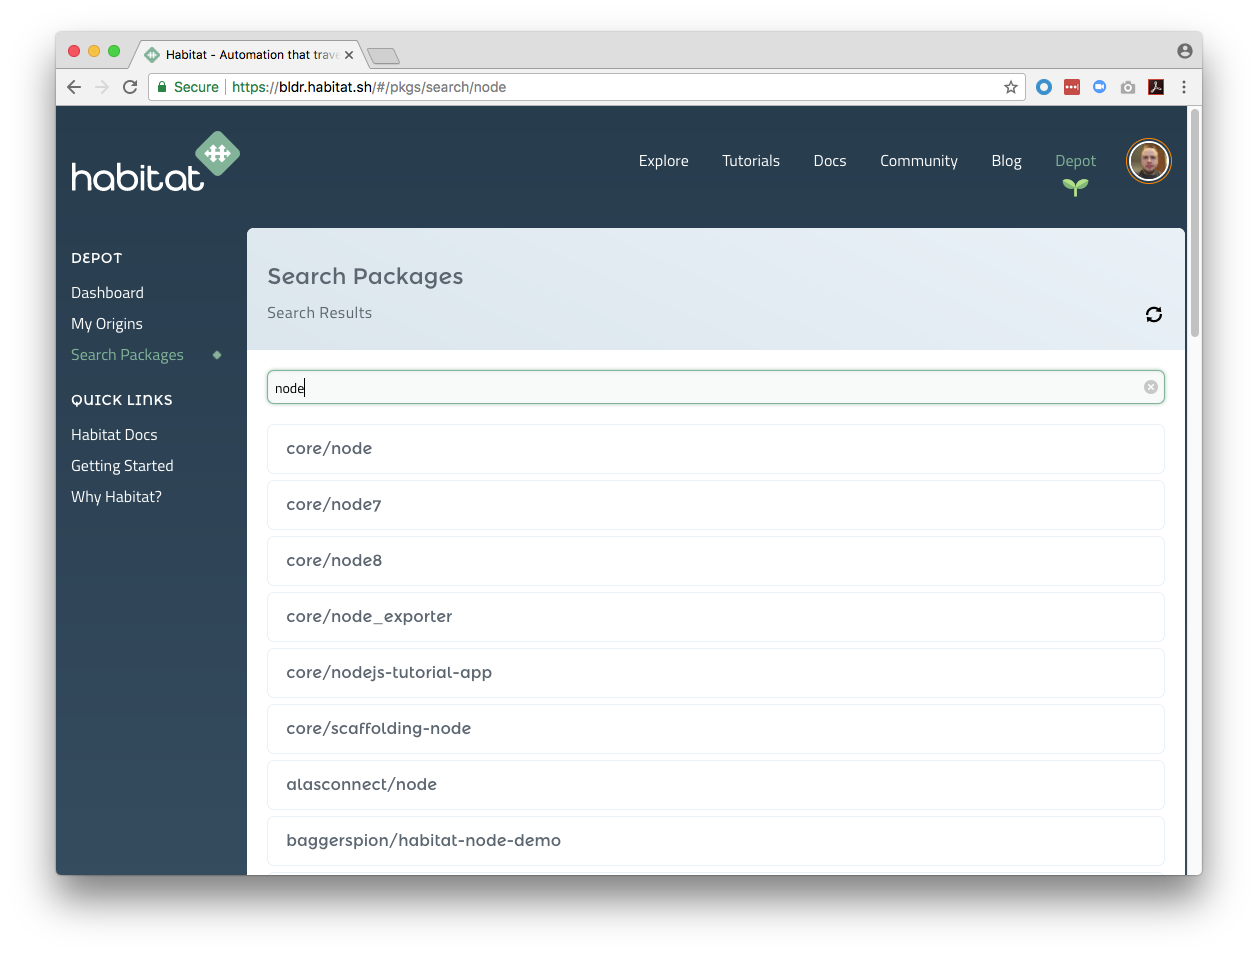 Habitat - Automation that trave
Secure https://bldr.habitat.sh/#/pkgs/search/node
habitat
Explore Tutorials Docs Community Blog Depot
DEPOT
Dashboard
My Origins
Search Packages
QUICK LINKS
Habitat Docs
Getting Started
Why Habitat?
Search Packages
Search Results
node
core/node
core/node7
core/node8
core/node_exporter
core/nodejs-tutorial-app
core/scaffolding-node
alasconnect/node
baggerspion/habitat-node-demo